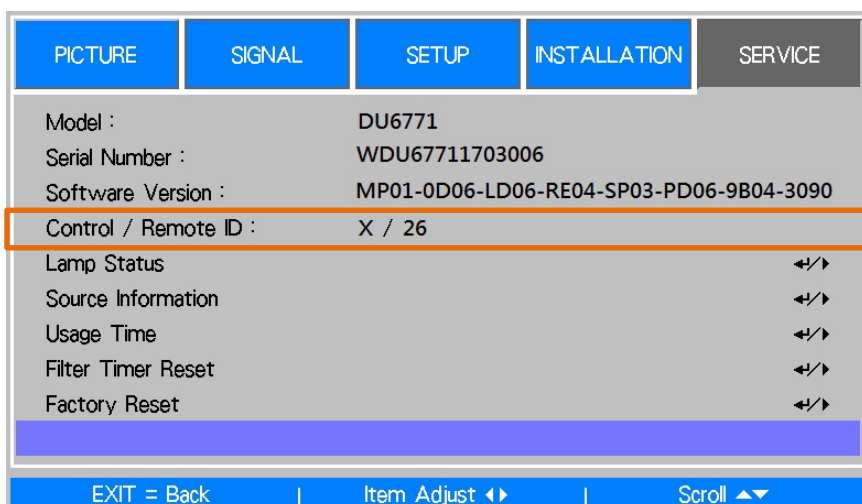 PICTURE SIGNAL SETUP INSTALLATION SERVICE
Model : DU6771
Serial Number : WDU67711703006
Software Version : MP01-0D06-LD06-RE04-SP03-PD06-9B04-3090
Control / Remote ID : X / 26
Lamp Status ↵/▶
Source Information ↵/▶
Usage Time ↵/▶
Filter Timer Reset ↵/▶
Factory Reset ↵/▶
EXIT = Back | Item Adjust ◀▶ | Scroll ▲▼